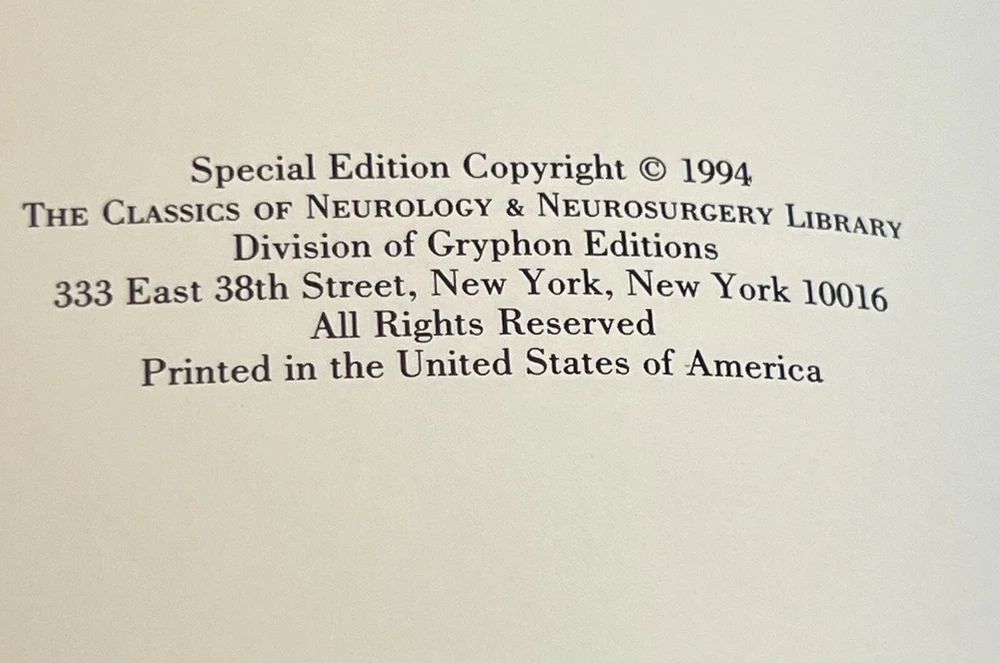 Special Edition Copyright © 1994
THE CLASSICS OF NEUROLOGY & NEUROSURGERY LIBRARY
Division of Gryphon Editions
333 East 38th Street, New York, New York 10016
All Rights Reserved
Printed in the United States of America